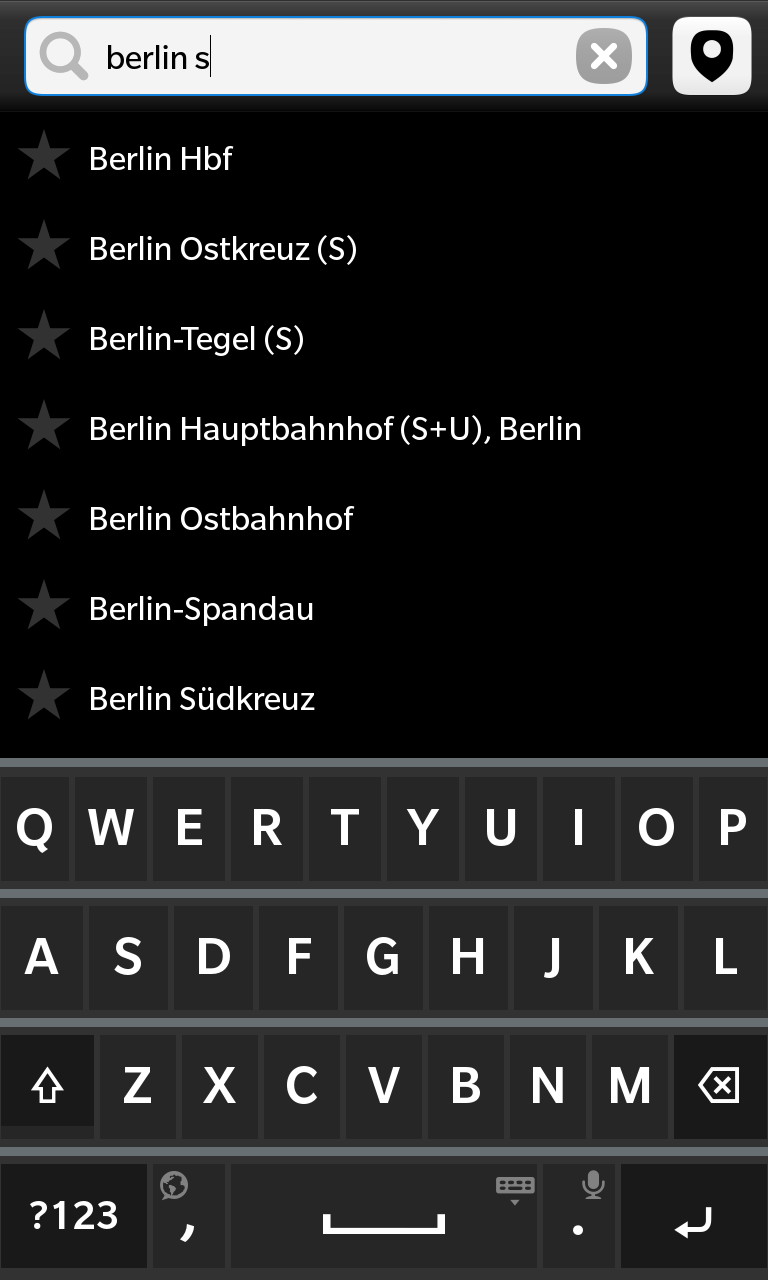 berlin s
Berlin Hbf
Berlin Ostkreuz (S)
Berlin-Tegel (S)
Berlin Hauptbahnhof (S+U), Berlin
Berlin Ostbahnhof
Berlin-Spandau
Berlin Südkreuz
Q W E R T Y U I O P
A S D F G H J K L
Z X C V B N M
?123 , .